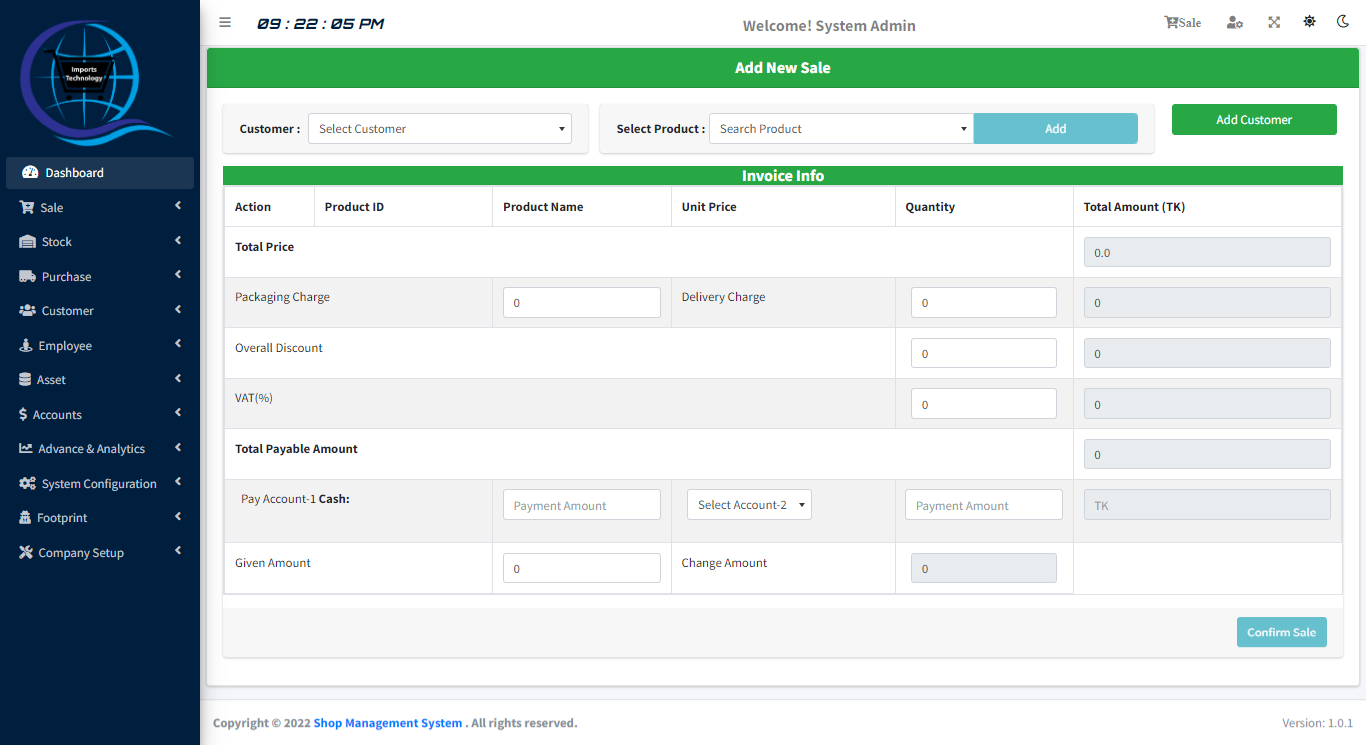 Imports
Technology
09 : 22 : 05 PM
Welcome! System Admin
Sale
Dashboard
Sale
Stock
Purchase
Customer
Employee
Asset
$ Accounts
Advance & Analytics
System Configuration
Footprint
Company Setup
Add New Sale
Customer : Select Customer
Select Product : Search Product Add
Add Customer
Invoice Info
Action Product ID Product Name Unit Price Quantity Total Amount (TK)
Total Price 0.0
Packaging Charge 0 Delivery Charge 0 0
Overall Discount 0 0
VAT(%) 0 0
Total Payable Amount 0
Pay Account-1 Cash: Payment Amount Select Account-2 Payment Amount TK
Given Amount 0 Change Amount 0
Confirm Sale
Copyright © 2022 Shop Management System . All rights reserved.
Version: 1.0.1